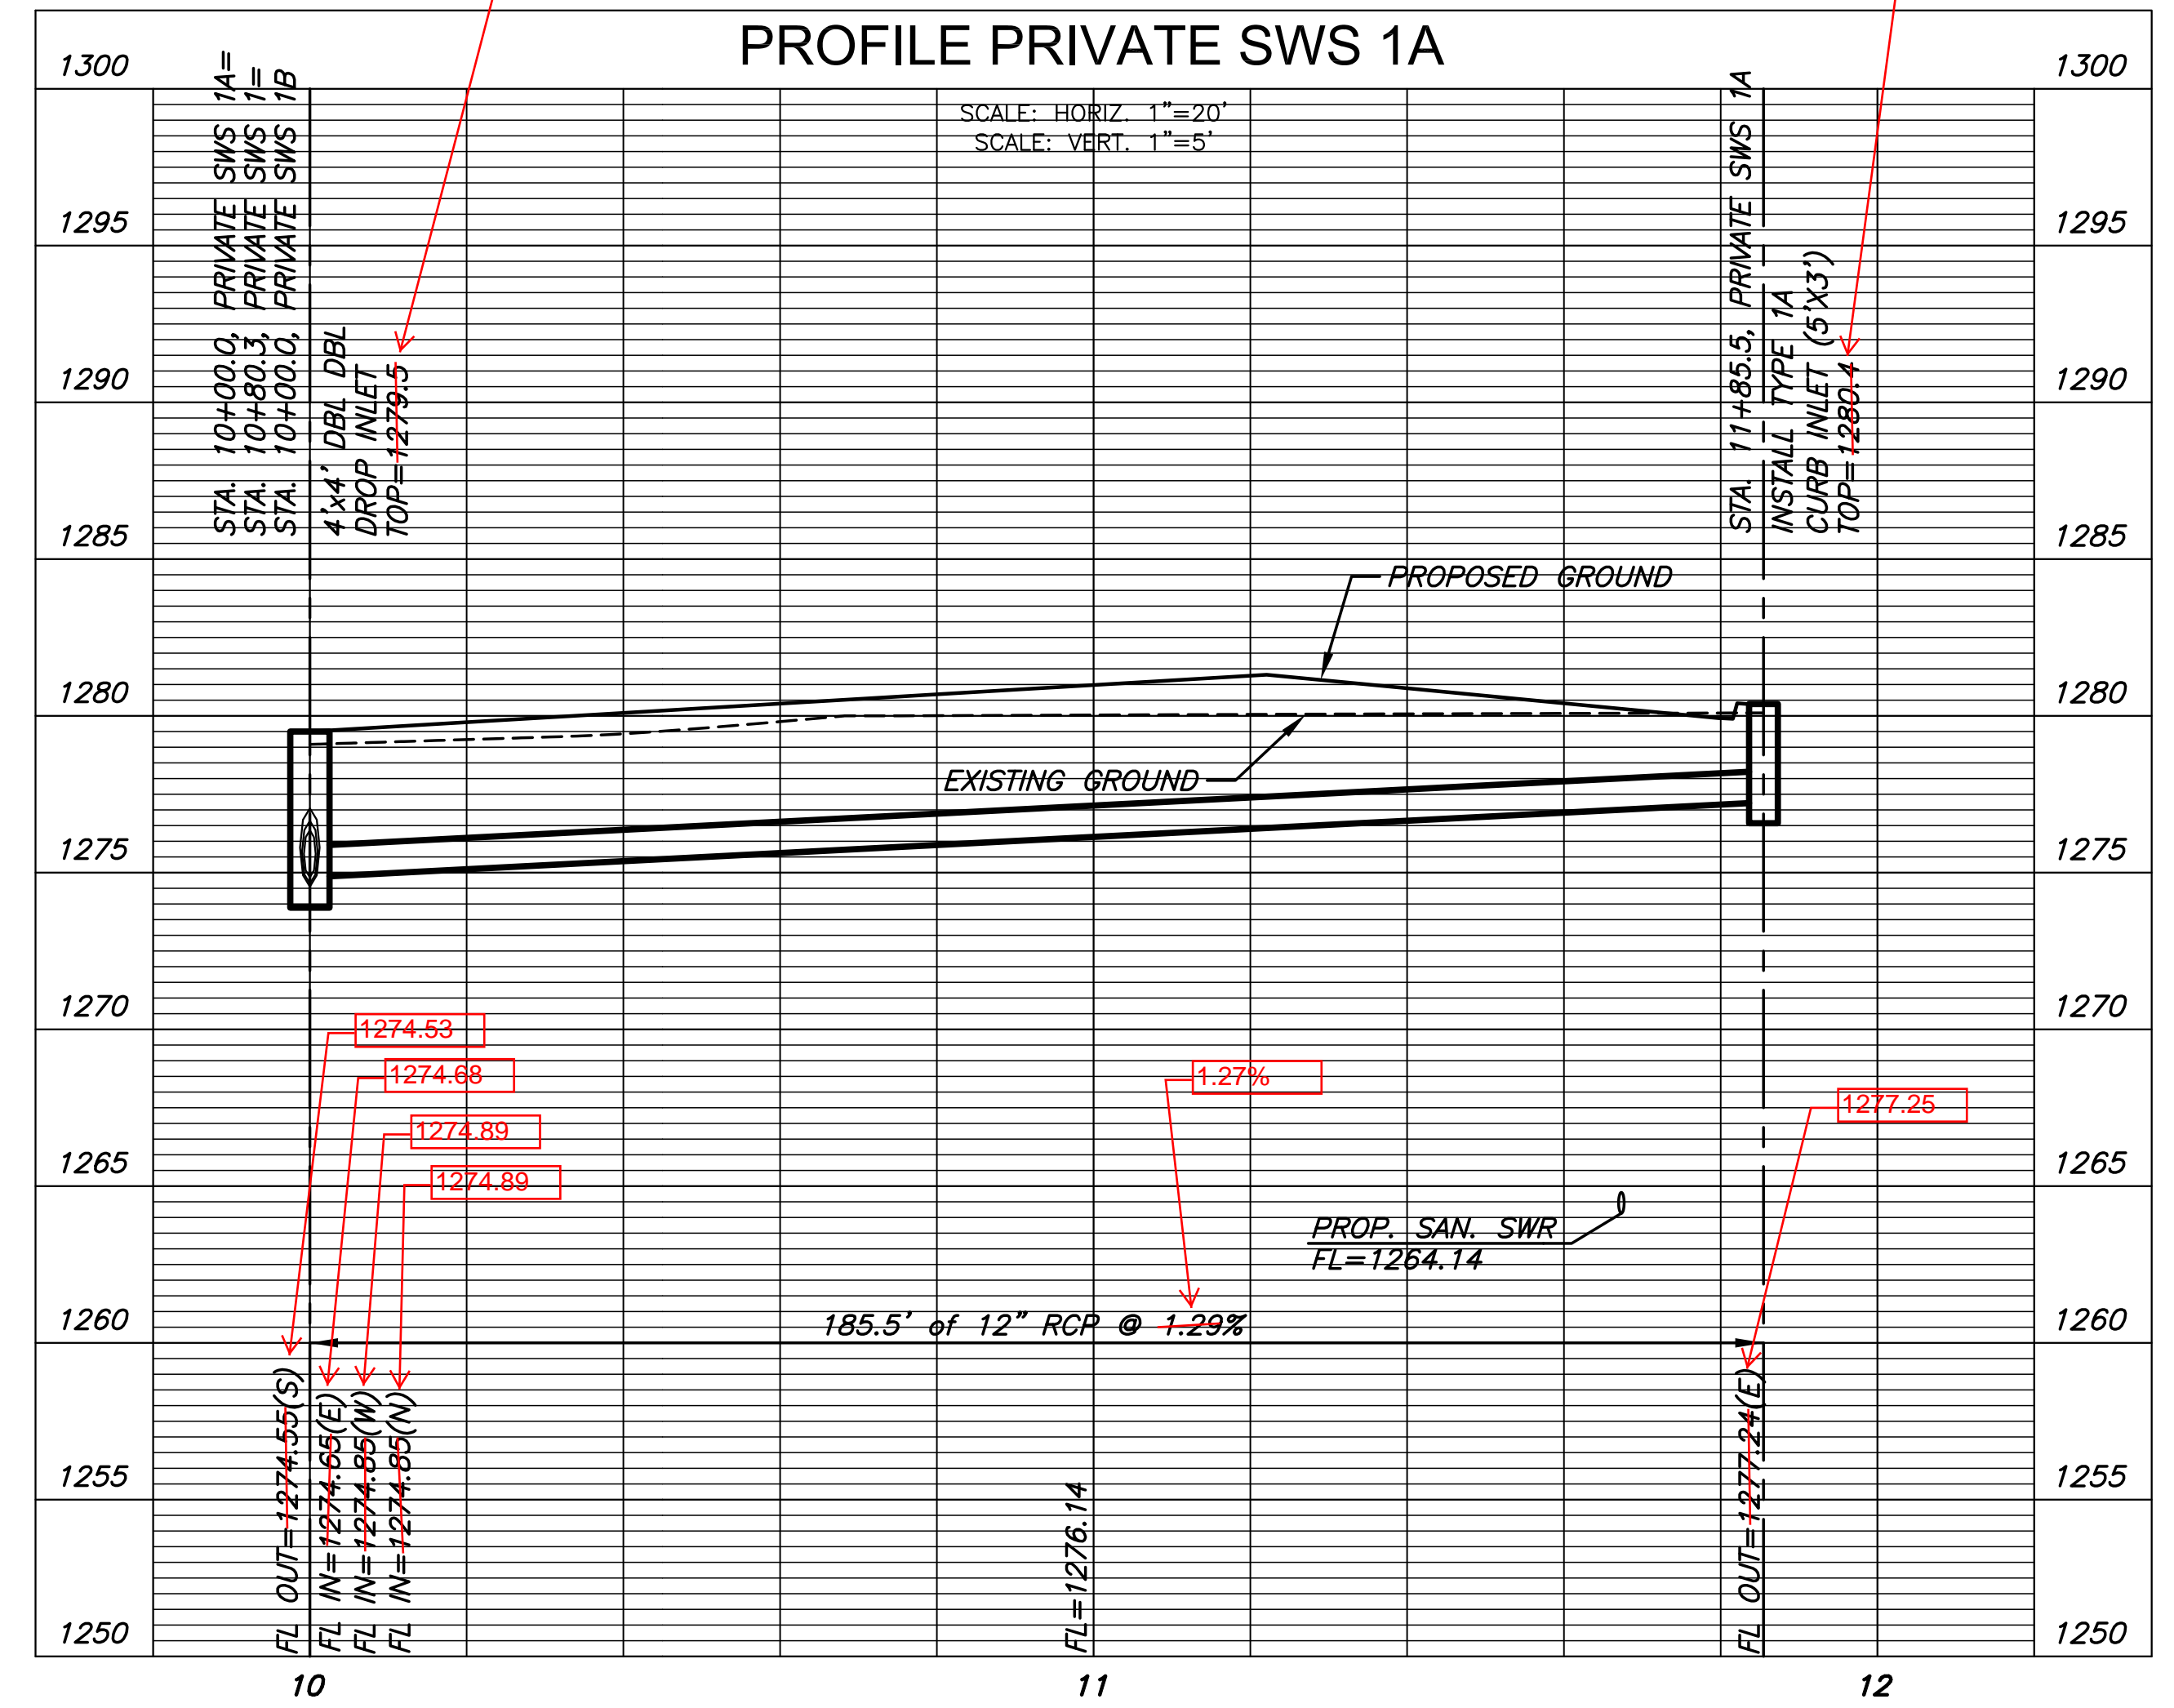 PROFILE PRIVATE SWS 1A
SCALE: HORIZ. 1"=20'
SCALE: VERT. 1"=5'
1300
1295
1290
1285
1280
1275
1270
1265
1260
1255
1250
1300
1295
1290
1285
1280
1275
1270
1265
1260
1255
1250
STA. 10+00.0, PRIVATE SWS 1A=
STA. 10+80.3, PRIVATE SWS 1=
STA. 10+00.0, PRIVATE SWS 1B
4'x4' DBL DBL
DROP INLET
TOP=1279.5
STA. 11+85.5, PRIVATE SWS 1A
INSTALL TYPE 1A
CURB INLET (5'X3')
TOP=1280.4
PROPOSED GROUND
EXISTING GROUND
1274.53
1274.68
1274.89
1274.89
1.27%
1277.25
PROP. SAN. SWR
FL=1264.14
185.5' of 12" RCP @ 1.29%
FL OUT=1274.55(S)
FL IN=1274.65(E)
FL IN=1274.85(W)
FL IN=1274.85(N)
FL=1276.14
FL OUT=1277.24(E)
10
11
12